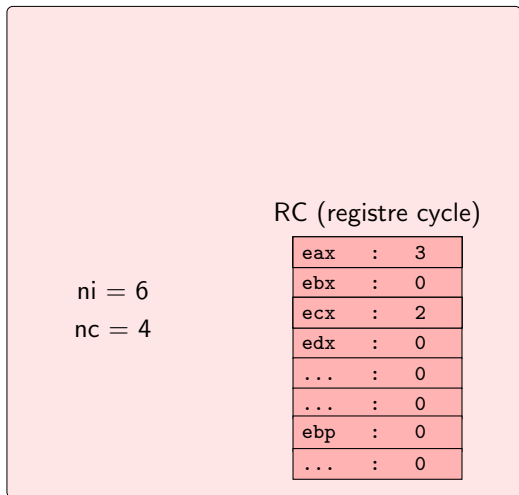 RC (registre cycle)
eax : 3
ebx : 0
ecx : 2
edx : 0
... : 0
... : 0
ebp : 0
... : 0
ni = 6
nc = 4